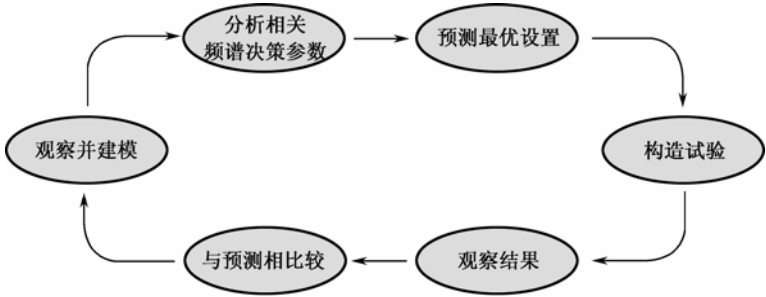 分析相关
频谱决策参数
预测最优设置
观察并建模
构造试验
与预测相比较
观察结果